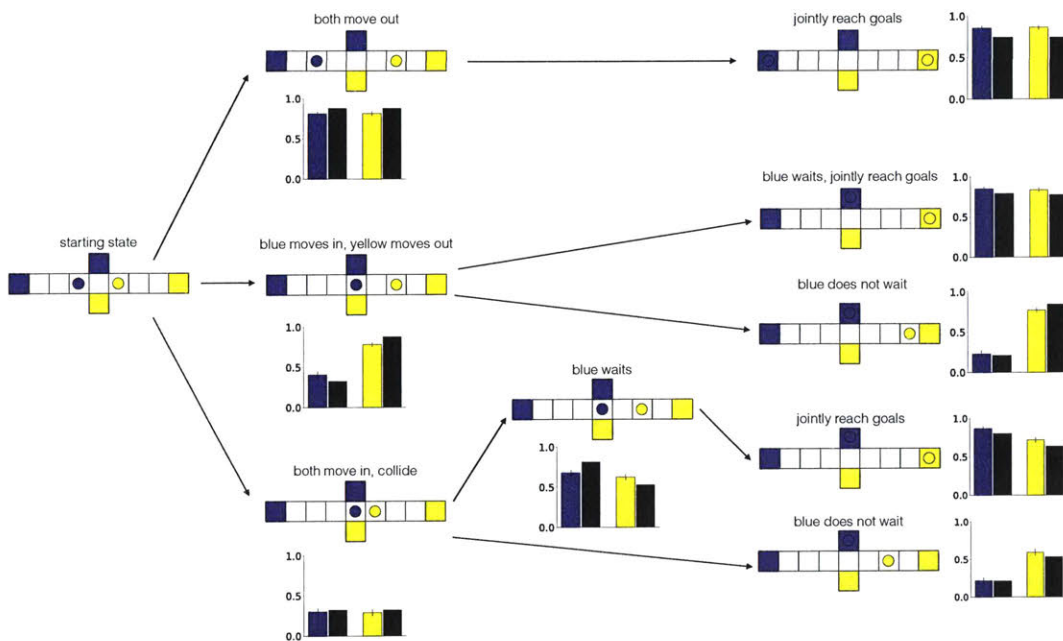 both move out
1.0
0.5
0.0
jointly reach goals
1.0
0.5
0.0
starting state
blue moves in, yellow moves out
1.0
0.5
0.0
blue waits, jointly reach goals
1.0
0.5
0.0
blue does not wait
1.0
0.5
0.0
both move in, collide
1.0
0.5
0.0
blue waits
1.0
0.5
0.0
jointly reach goals
1.0
0.5
0.0
blue does not wait
1.0
0.5
0.0